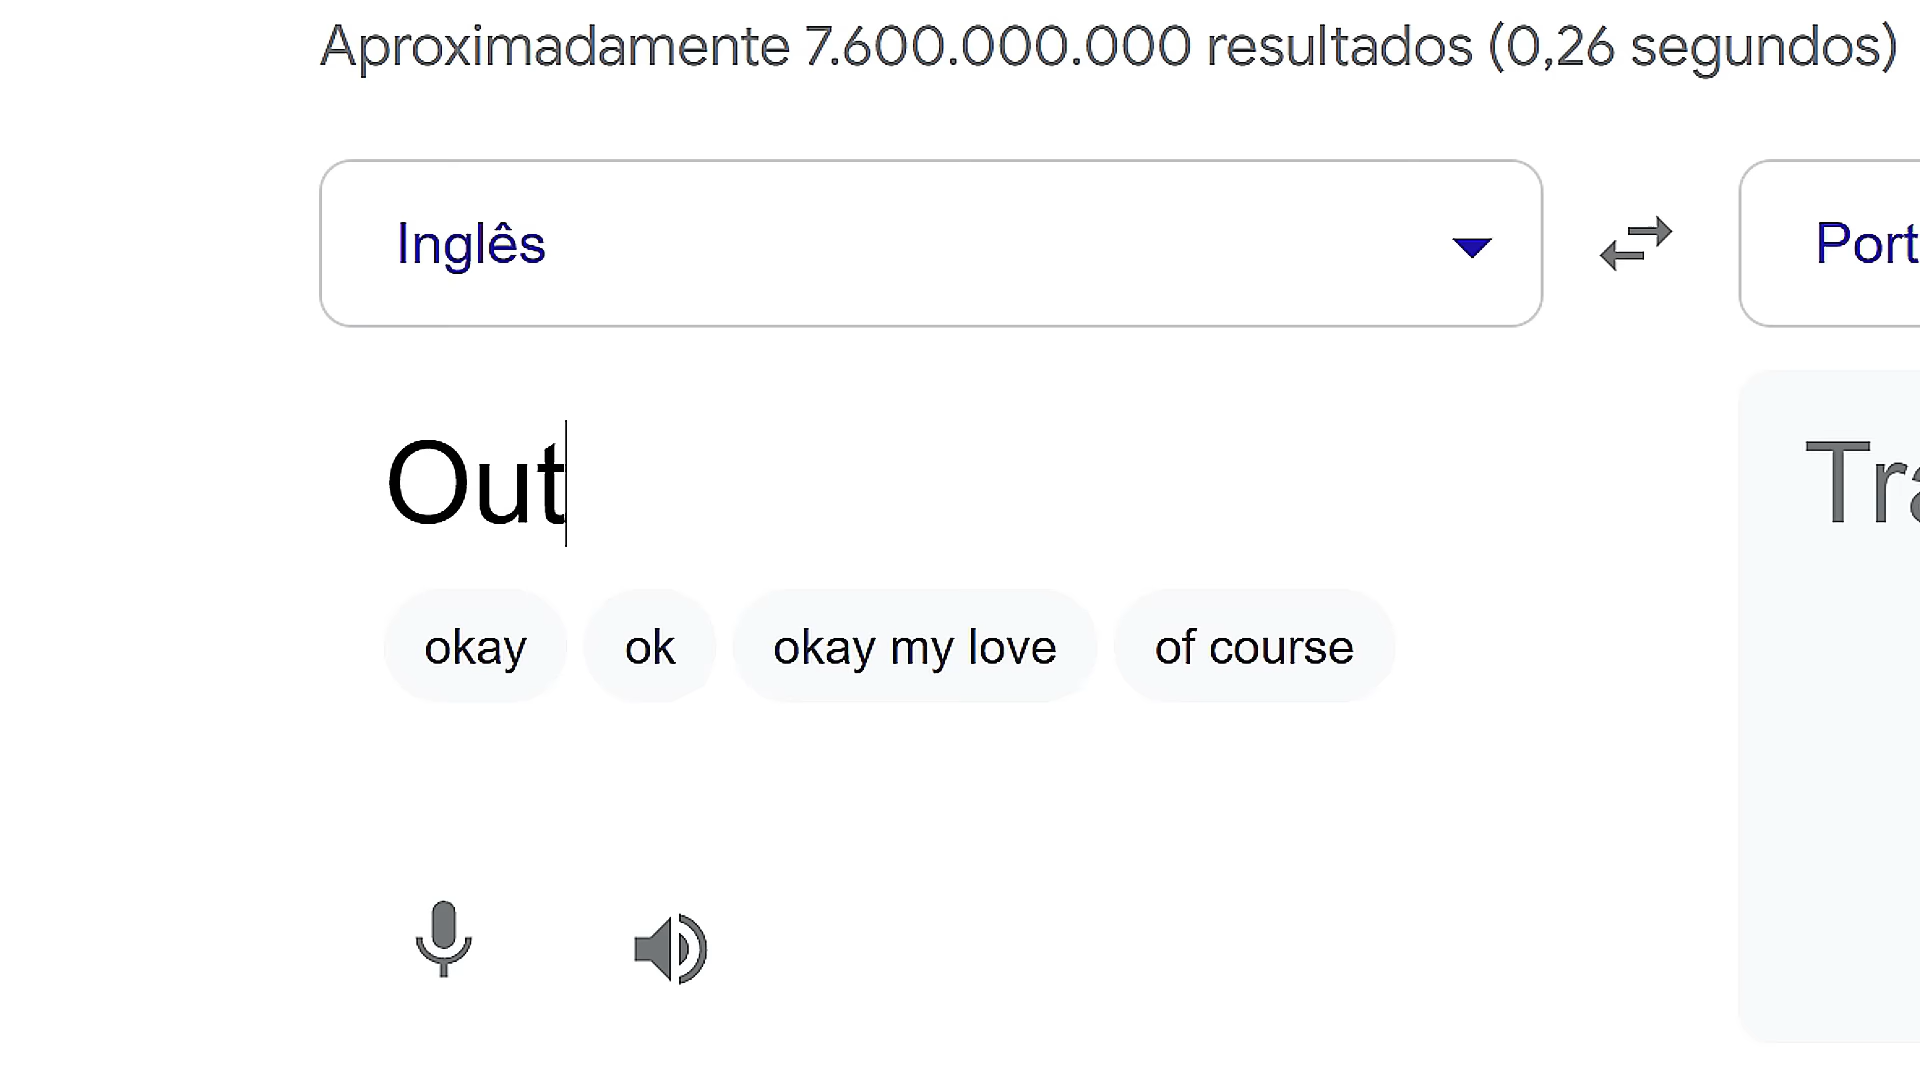 Aproximadamente 7.600.000.000 resultados (0,26 segundos)
Inglês Port
Out Tra
okay ok okay my love of course